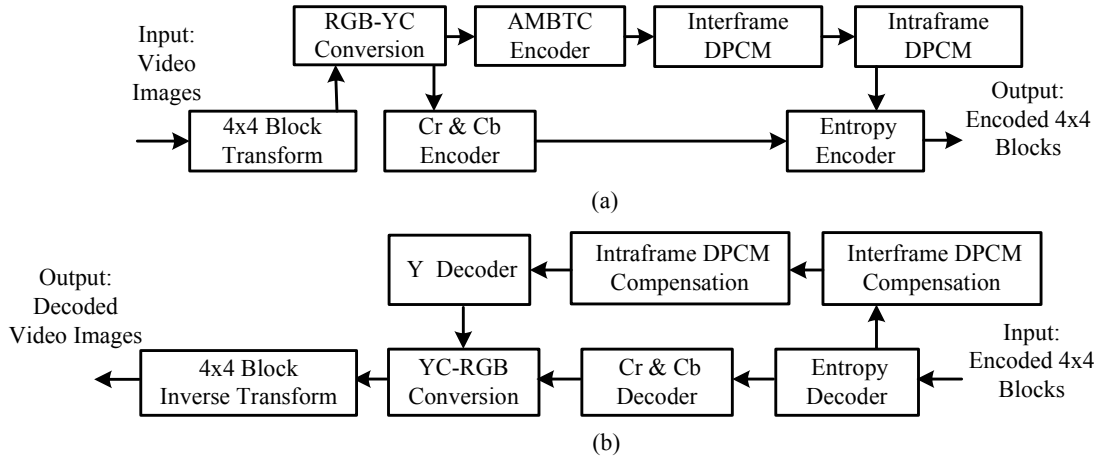 Input:
Video
Images
RGB-YC
Conversion
AMBTC
Encoder
Interframe
DPCM
Intraframe
DPCM
4x4 Block
Transform
Cr & Cb
Encoder
Entropy
Encoder
Output:
Encoded 4x4
Blocks
(a)
Output:
Decoded
Video Images
Y Decoder
Intraframe DPCM
Compensation
Interframe DPCM
Compensation
4x4 Block
Inverse Transform
YC-RGB
Conversion
Cr & Cb
Decoder
Entropy
Decoder
Input:
Encoded 4x4
Blocks
(b)